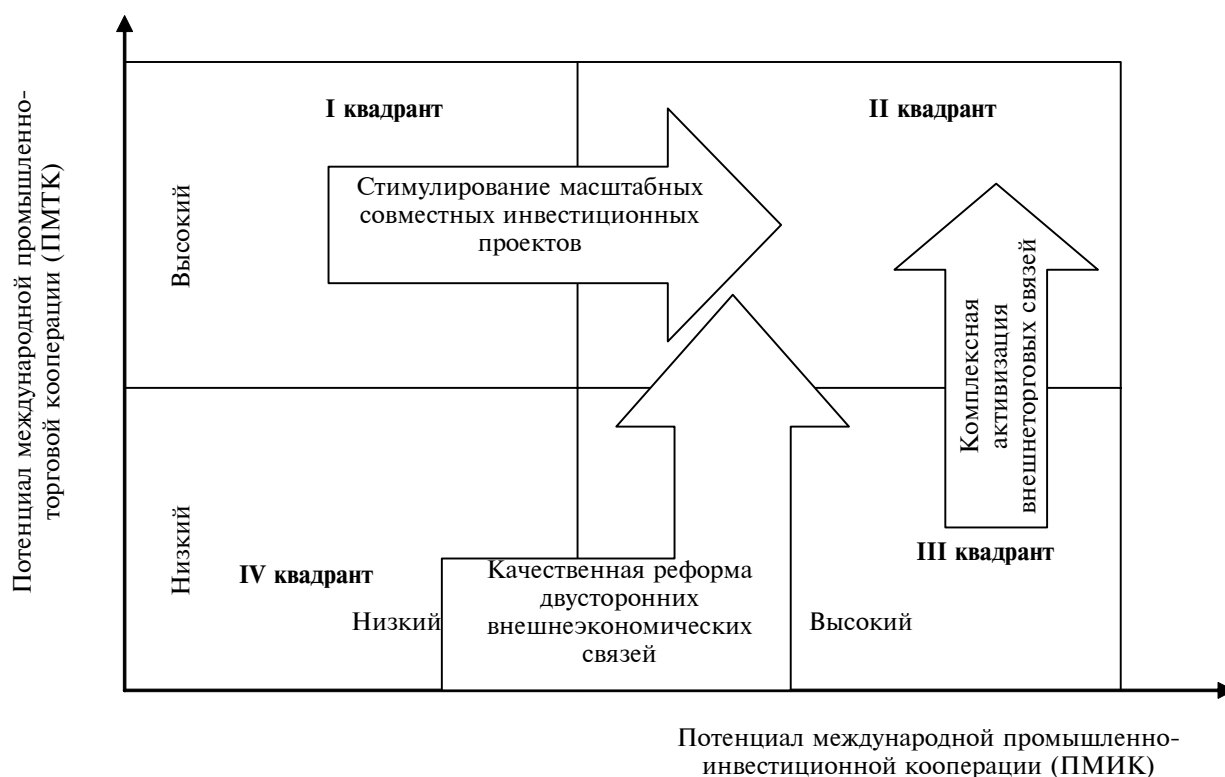 Потенциал международной промышленно-
торговой кооперации (ПМТК)
Высокий
Низкий
I квадрант
II квадрант
Стимулирование масштабных
совместных инвестиционных
проектов
Комплексная
активизация
внешнеторговых связей
III квадрант
IV квадрант
Качественная реформа
двусторонних
внешнеэкономических
связей
Низкий
Высокий
Потенциал международной промышленно-
инвестиционной кооперации (ПМИК)